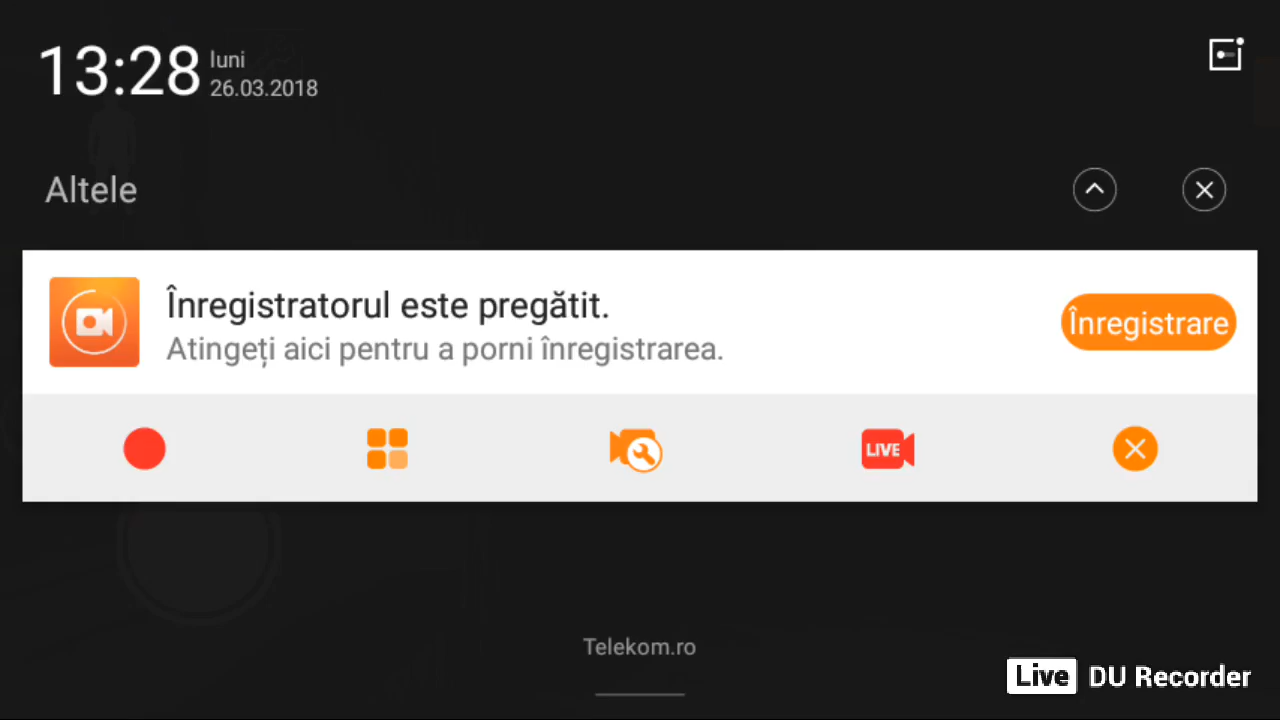 13:28
luni
26.03.2018
Altele
Înregistratorul este pregătit.
Atingeți aici pentru a porni înregistrarea.
Înregistrare
LIVE
Telekom.ro
Live DU Recorder